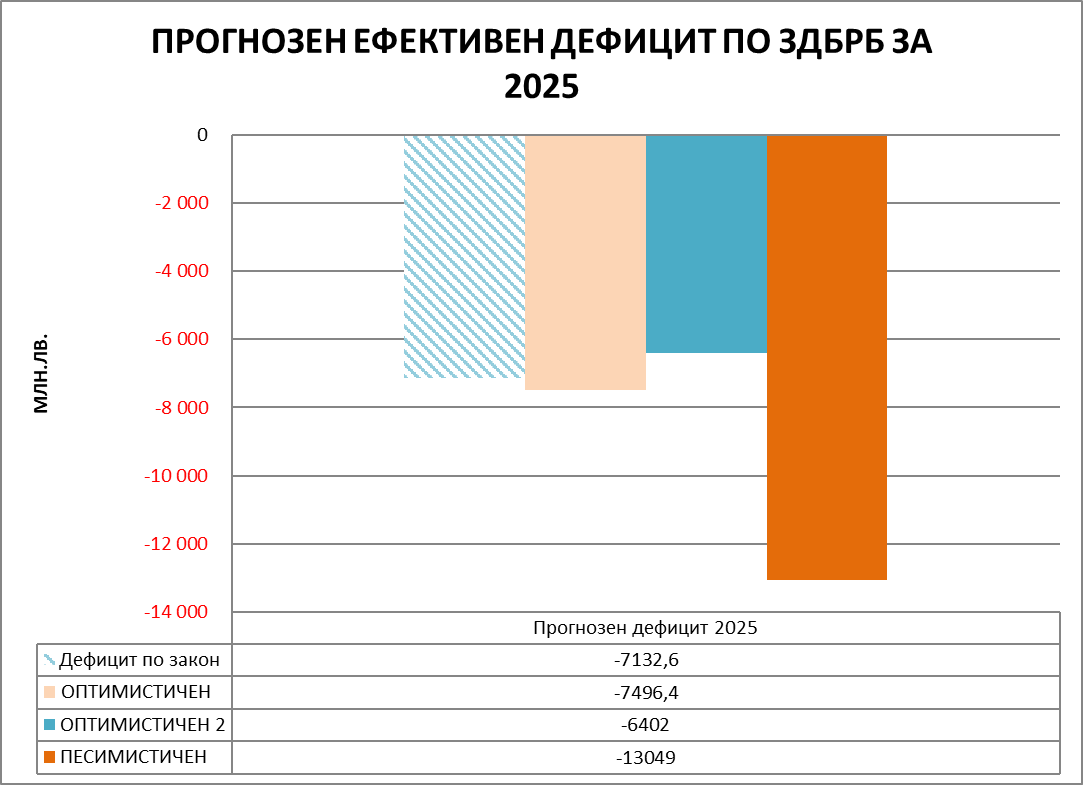 ПРОГНОЗЕН ЕФЕКТИВЕН ДЕФИЦИТ ПО ЗДБРБ ЗА
2025
МЛН.ЛВ.
0
-2 000
-4 000
-6 000
-8 000
-10 000
-12 000
-14 000
Прогнозен дефицит 2025
Дефицит по закон -7132,6
ОПТИМИСТИЧЕН -7496,4
ОПТИМИСТИЧЕН 2 -6402
ПЕСИМИСТИЧЕН -13049